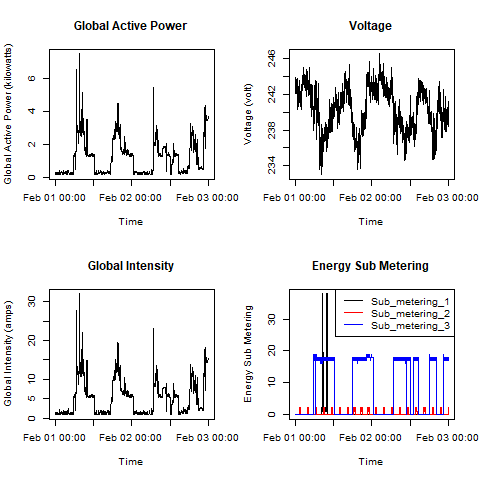 Global Active Power
Global Active Power (kilowatts)
0 2 4 6
Feb 01 00:00 Feb 02 00:00 Feb 03 00:00
Time
Voltage
Voltage (volt)
234 238 242 246
Feb 01 00:00 Feb 02 00:00 Feb 03 00:00
Time
Global Intensity
Global Intensity (amps)
0 5 10 20 30
Feb 01 00:00 Feb 02 00:00 Feb 03 00:00
Time
Energy Sub Metering
Energy Sub Metering
0 10 20 30
Sub_metering_1
Sub_metering_2
Sub_metering_3
Feb 01 00:00 Feb 02 00:00 Feb 03 00:00
Time